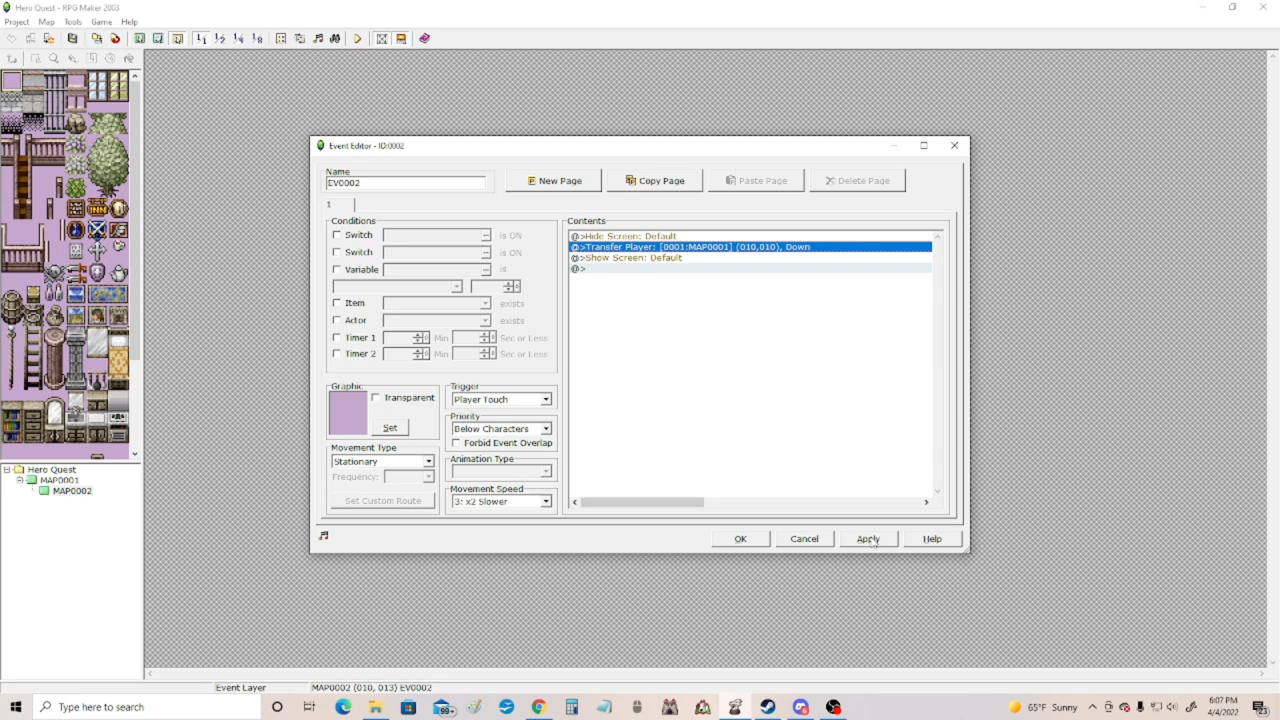 Hero Quest - RPG Maker 2003
Project Map Tools Game Help
Event Editor - ID:0002
Name
EV0002
New Page
Copy Page
Paste Page
Delete Page
1
Conditions
Switch is ON
Switch is ON
Variable is
Item exists
Actor exists
Timer 1 Min Sec or Less
Timer 2 Min Sec or Less
Graphic
Transparent
Set
Movement Type
Stationary
Frequency:
Set Custom Route
Trigger
Player Touch
Priority
Below Characters
Forbid Event Overlap
Animation Type
Movement Speed
3: x2 Slower
Contents
@>Hide Screen: Default
@>Transfer Player: [0001:MAP0001] (010,010), Down
@>Show Screen: Default
@>
OK
Cancel
Apply
Help
INN
Hero Quest
MAP0001
MAP0002
Event Layer
MAP0002 (010, 013) EV0002
Type here to search
99+
65°F Sunny
6:07 PM
4/4/2022